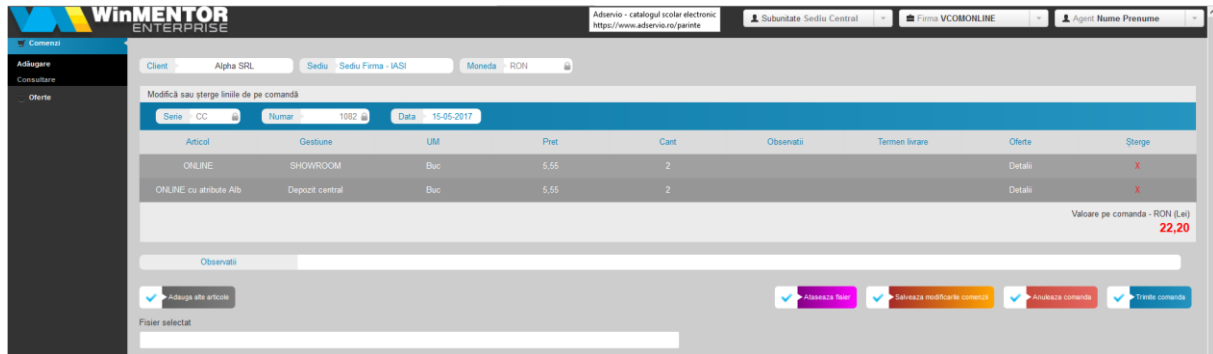 WinMENTOR
ENTERPRISE
Adservio - catalogul scolar electronic
https://www.adservio.ro/parinte
Subunitate Sediu Central
Firma VCOMONLINE
Agent Nume Prenume
Comenzi
Adăugare
Consultare
Oferte
Client Alpha SRL
Sediu Sediu Firma - IASI
Moneda RON
Modifică sau șterge liniile de pe comandă
Serie CC
Numar 1082
Data 15-05-2017
Articol Gestiune UM Pret Cant Observatii Termen livrare Oferte Șterge
ONLINE SHOWROOM Buc 5,55 2 Detalii X
ONLINE cu atribute Alb Depozit central Buc 5,55 2 Detalii X
Valoare pe comanda - RON (Lei)
22,20
Observatii
Adauga alte articole
Ataseaza fisier
Salveaza modificarile comenzii
Anuleaza comanda
Trimite comanda
Fisier selectat